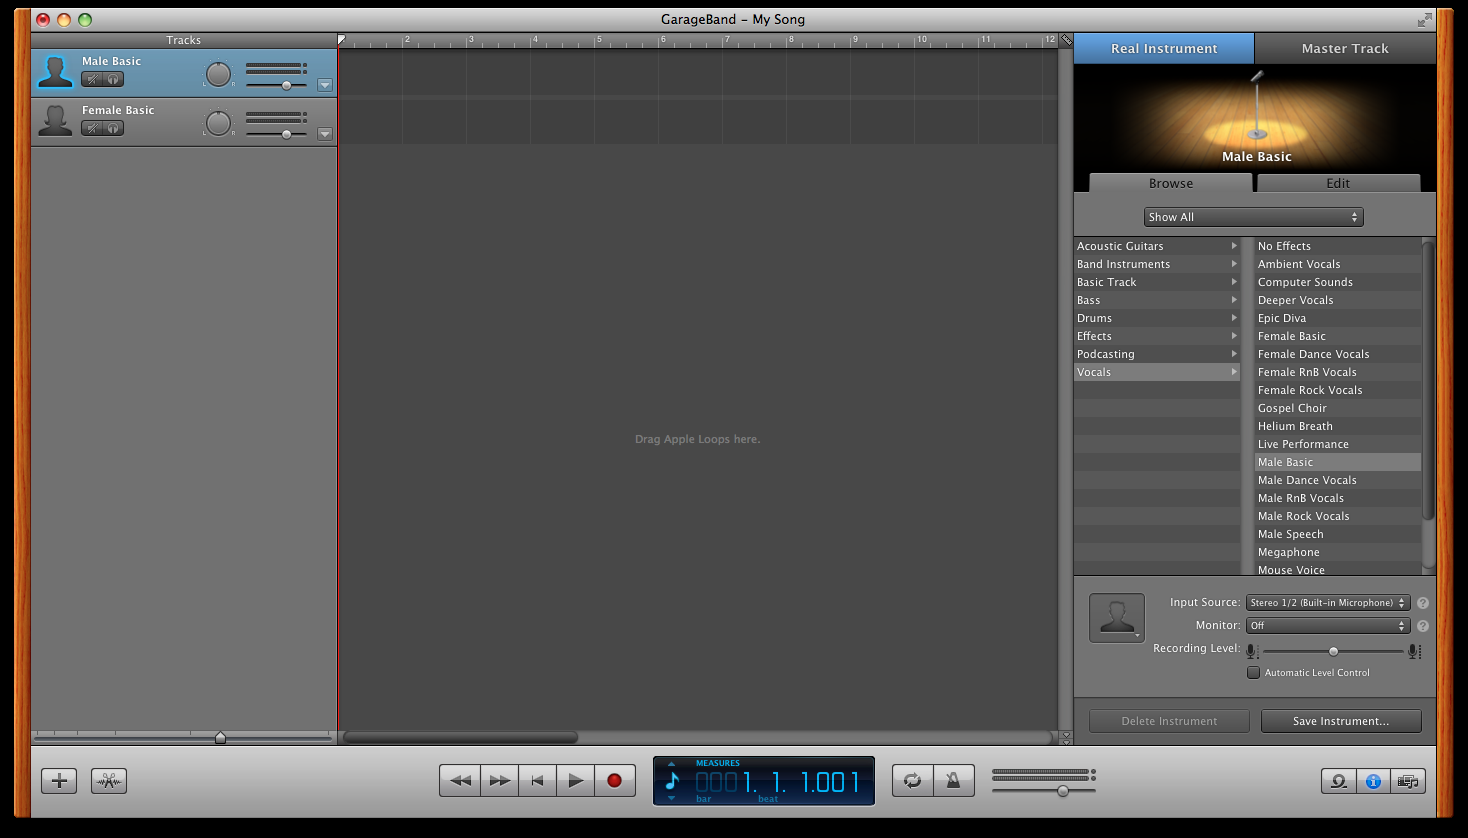 GarageBand - My Song
Tracks
2 3 4 5 6 7 8 9 10 11 12
Male Basic
L R
Female Basic
L R
Drag Apple Loops here.
Real Instrument
Master Track
Male Basic
Browse
Edit
Show All
Acoustic Guitars
Band Instruments
Basic Track
Bass
Drums
Effects
Podcasting
Vocals
No Effects
Ambient Vocals
Computer Sounds
Deeper Vocals
Epic Diva
Female Basic
Female Dance Vocals
Female RnB Vocals
Female Rock Vocals
Gospel Choir
Helium Breath
Live Performance
Male Basic
Male Dance Vocals
Male RnB Vocals
Male Rock Vocals
Male Speech
Megaphone
Mouse Voice
Input Source: Stereo 1/2 (Built-in Microphone) ?
Monitor: Off ?
Recording Level:
Automatic Level Control
Delete Instrument
Save Instrument...
MEASURES
0001. 1. 1.001
bar beat